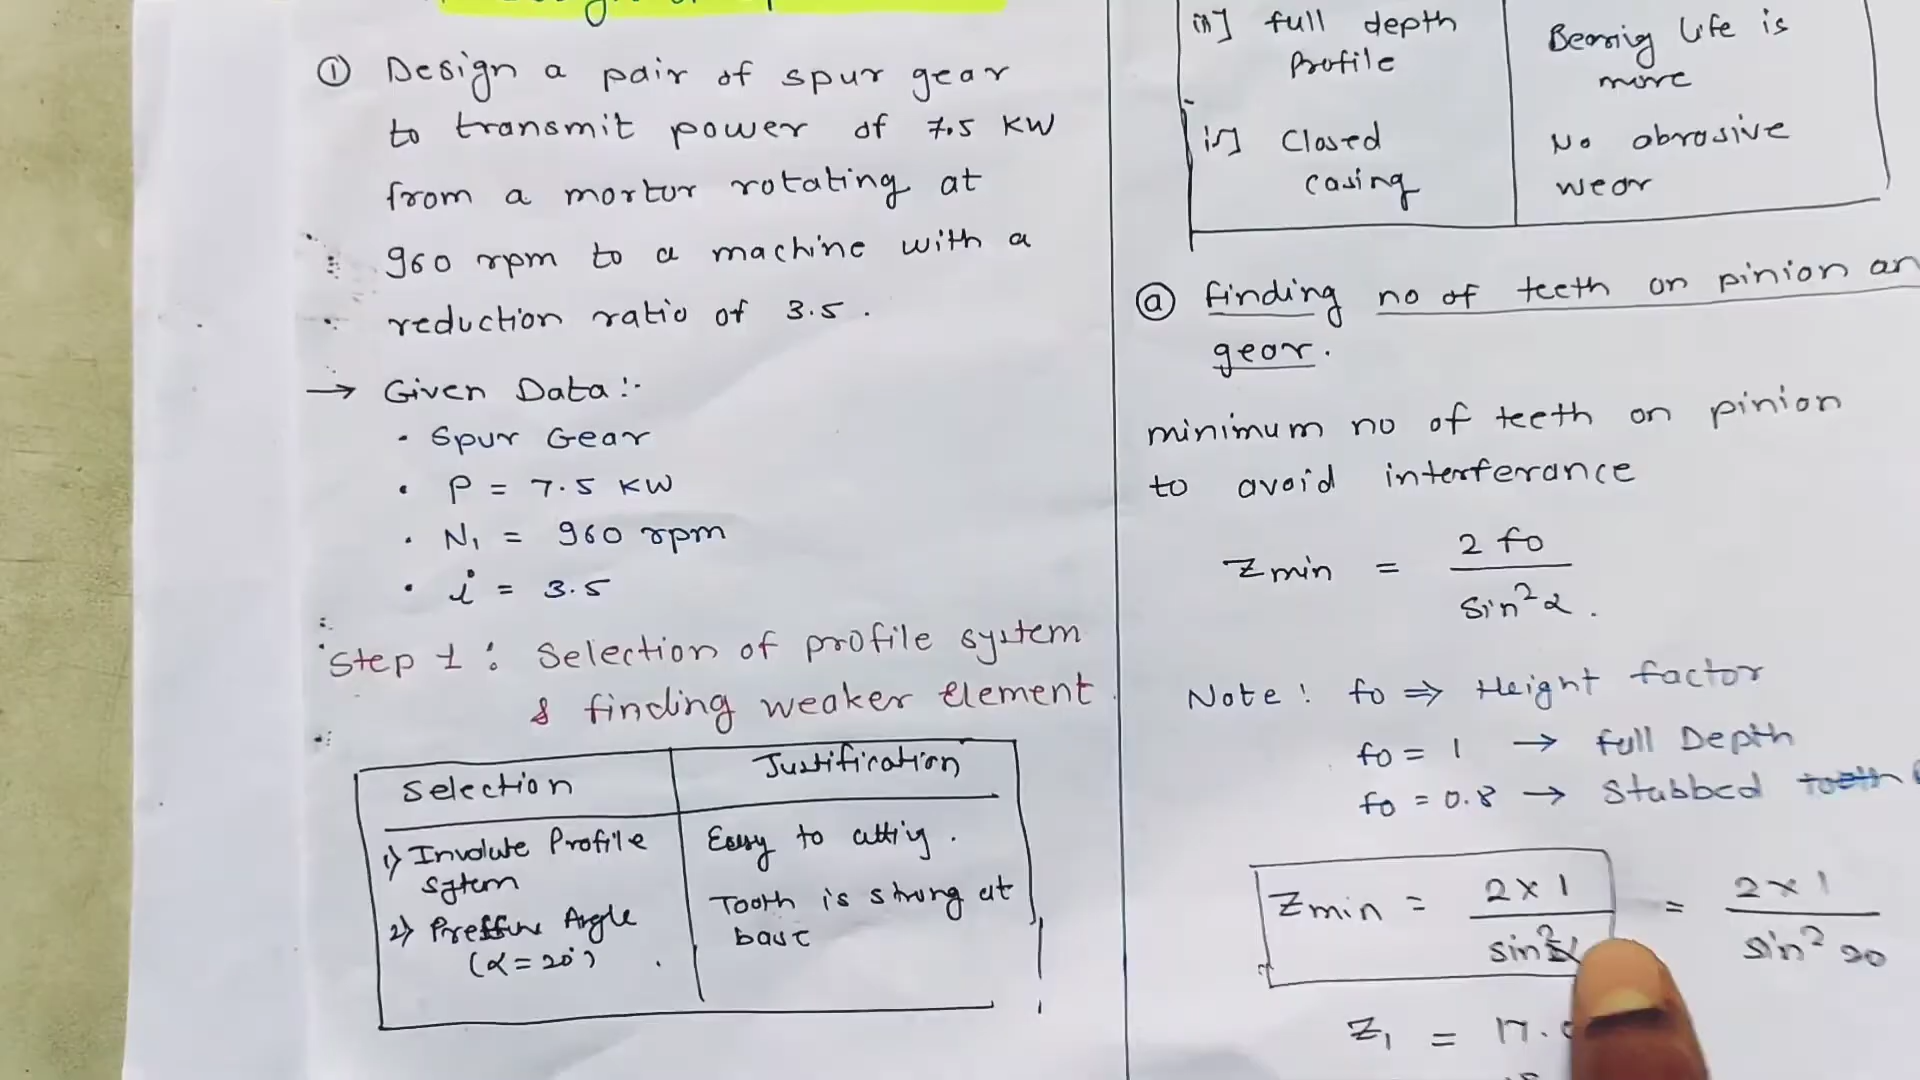 ① Design a pair of spur gear
to transmit power of 7.5 KW
from a mortor rotating at
960 rpm to a machine with a
reduction ratio of 3.5.
→ Given Data:-
• Spur Gear
• P = 7.5 KW
• N₁ = 960 rpm
• i = 3.5
Step 1: Selection of profile system
& finding weaker element.
Selection Justification
1) Involute Profile Easy to cuttig.
System
2) Pressure Angle Tooth is strong at
(α = 20°) base
iii] full depth Bearing life is
Profile more
iv] Closed No abrasive
casing wear
ⓐ finding no of teeth on pinion an
gear.
minimum no of teeth on pinion
to avoid interferance
Zmin = 2 fo / sin²α.
Note: fo ⇒ Height factor
fo = 1 → full Depth
fo = 0.8 → Stubbed tooth
Zmin = 2×1 / sin²α = 2×1 / sin² 20
Z₁ = 17.